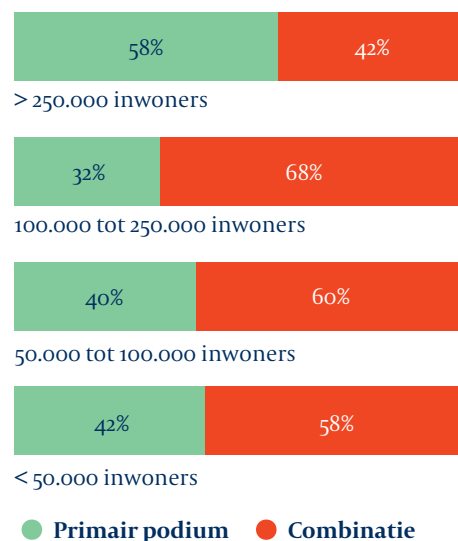 58% 42%
> 250.000 inwoners
32% 68%
100.000 tot 250.000 inwoners
40% 60%
50.000 tot 100.000 inwoners
42% 58%
< 50.000 inwoners
Primair podium Combinatie